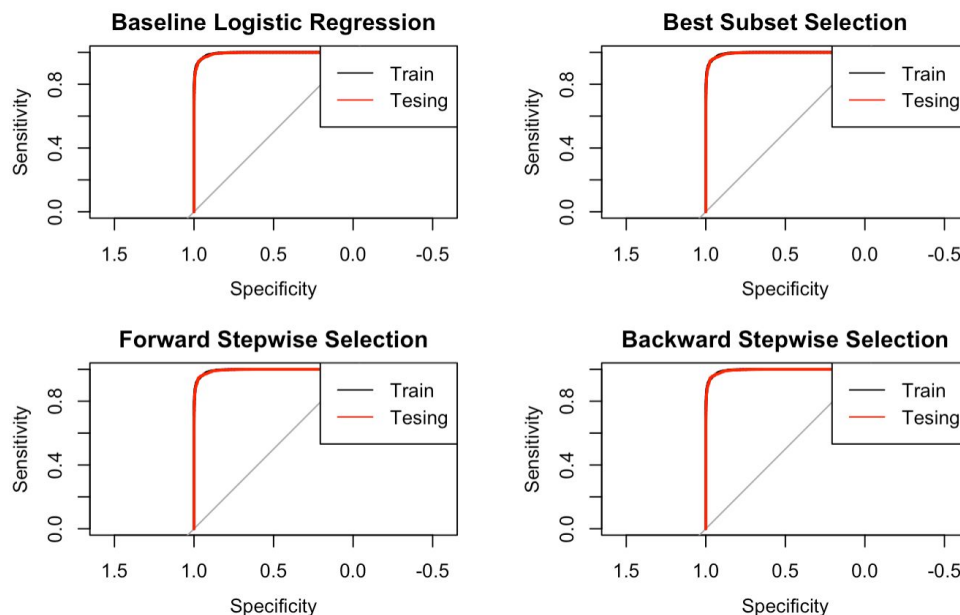 Baseline Logistic Regression
Sensitivity
0.0 0.4 0.8
Train
Tesing
1.5 1.0 0.5 0.0 -0.5
Specificity
Best Subset Selection
Sensitivity
0.0 0.4 0.8
Train
Tesing
1.5 1.0 0.5 0.0 -0.5
Specificity
Forward Stepwise Selection
Sensitivity
0.0 0.4 0.8
Train
Tesing
1.5 1.0 0.5 0.0 -0.5
Specificity
Backward Stepwise Selection
Sensitivity
0.0 0.4 0.8
Train
Tesing
1.5 1.0 0.5 0.0 -0.5
Specificity